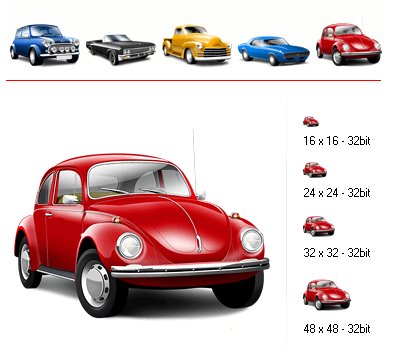 16 x 16 - 32bit
24 x 24 - 32bit
32 x 32 - 32bit
48 x 48 - 32bit